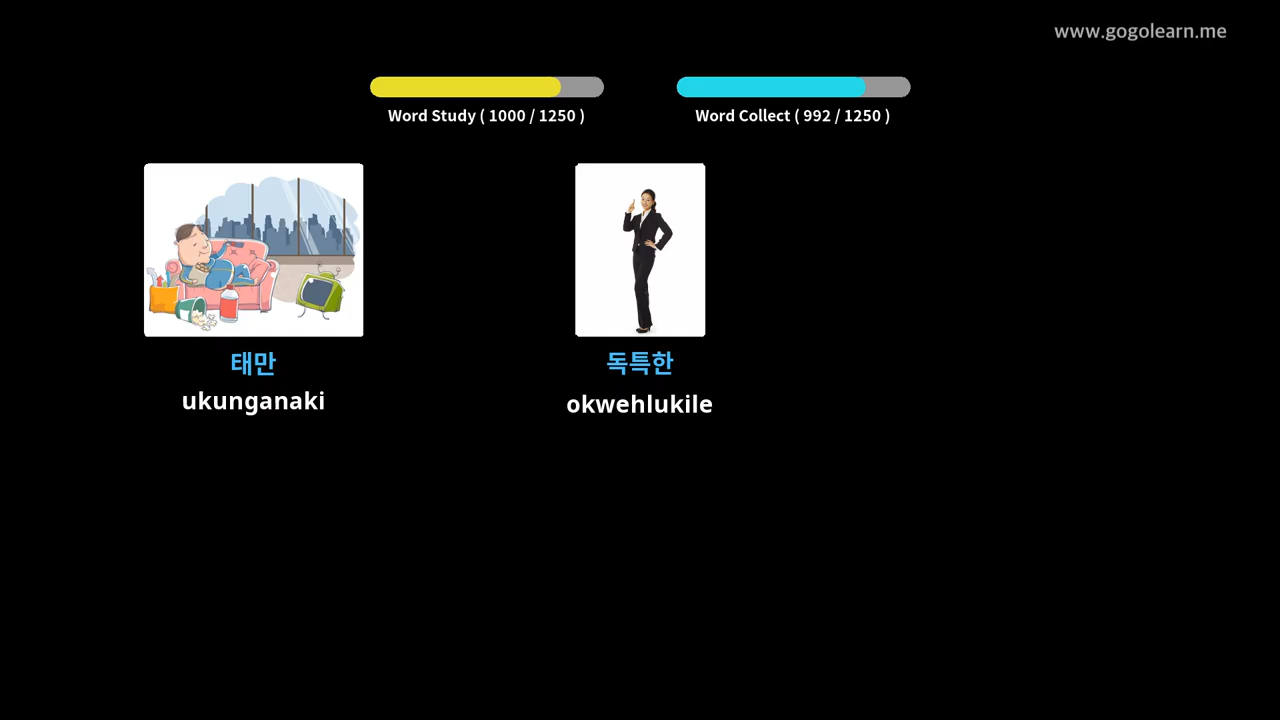 www.gogolearn.me
Word Study ( 1000 / 1250 )
Word Collect ( 992 / 1250 )
태만
ukunganaki
독특한
okwehlukile